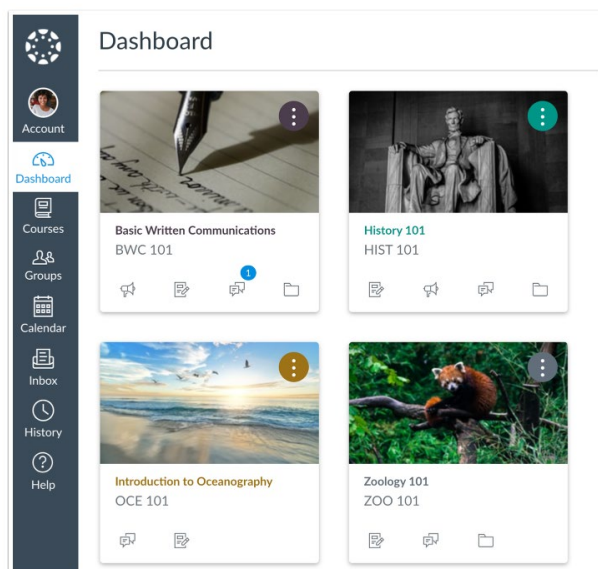 Dashboard
Account
Dashboard
Courses
Groups
Calendar
Inbox
History
Help
Basic Written Communications
BWC 101
1
History 101
HIST 101
Introduction to Oceanography
OCE 101
Zoology 101
ZOO 101